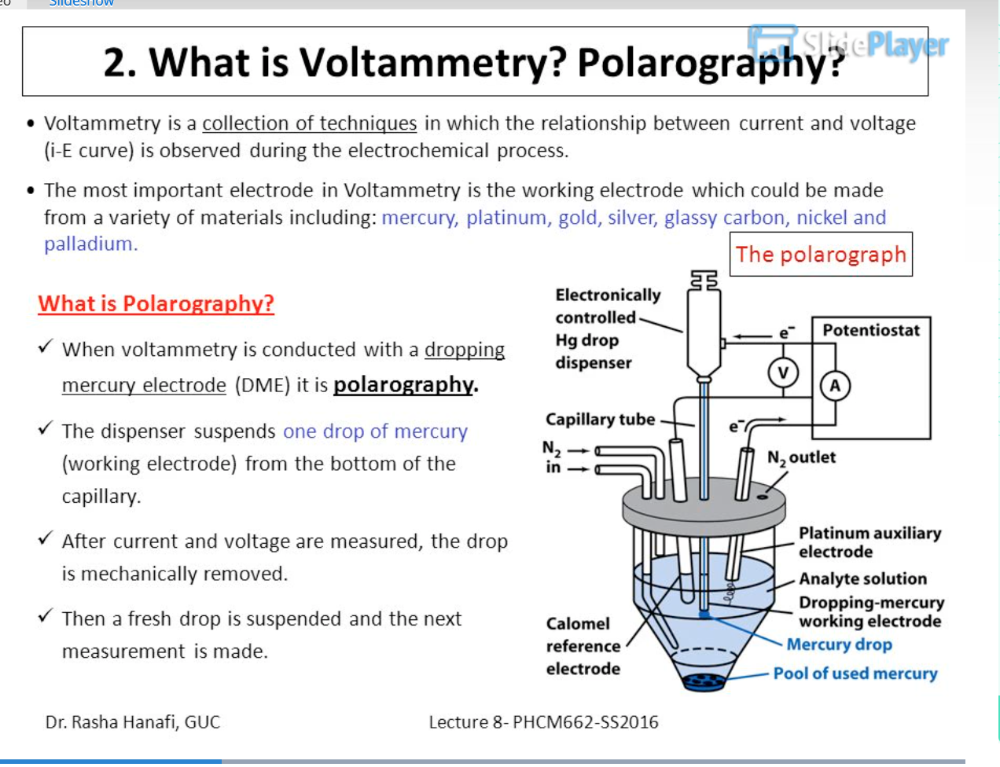 Slideshow
SlidePlayer
2. What is Voltammetry? Polarography?
• Voltammetry is a collection of techniques in which the relationship between current and voltage
(i-E curve) is observed during the electrochemical process.
• The most important electrode in Voltammetry is the working electrode which could be made
from a variety of materials including: mercury, platinum, gold, silver, glassy carbon, nickel and
palladium.
The polarograph
What is Polarography?
✓ When voltammetry is conducted with a dropping
mercury electrode (DME) it is polarography.
✓ The dispenser suspends one drop of mercury
(working electrode) from the bottom of the
capillary.
✓ After current and voltage are measured, the drop
is mechanically removed.
✓ Then a fresh drop is suspended and the next
measurement is made.
Electronically
controlled
Hg drop
dispenser
e⁻
Potentiostat
V
A
Capillary tube
e⁻
N₂
in
N₂ outlet
Platinum auxiliary
electrode
Analyte solution
Dropping-mercury
working electrode
Mercury drop
Calomel
reference
electrode
Pool of used mercury
Dr. Rasha Hanafi, GUC
Lecture 8- PHCM662-SS2016